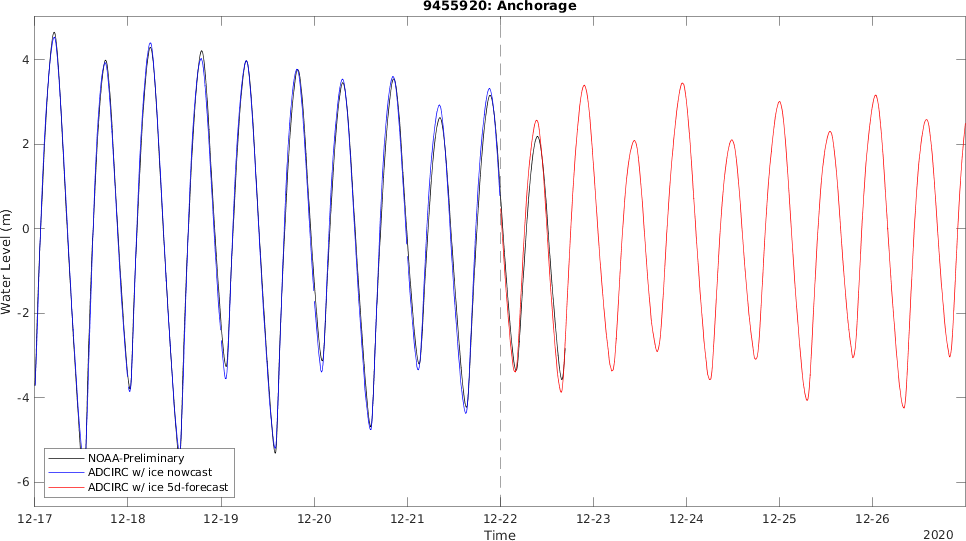 9455920: Anchorage
Water Level (m)
4
2
0
-2
-4
-6
NOAA-Preliminary
ADCIRC w/ ice nowcast
ADCIRC w/ ice 5d-forecast
12-17 12-18 12-19 12-20 12-21 12-22 12-23 12-24 12-25 12-26
Time
2020